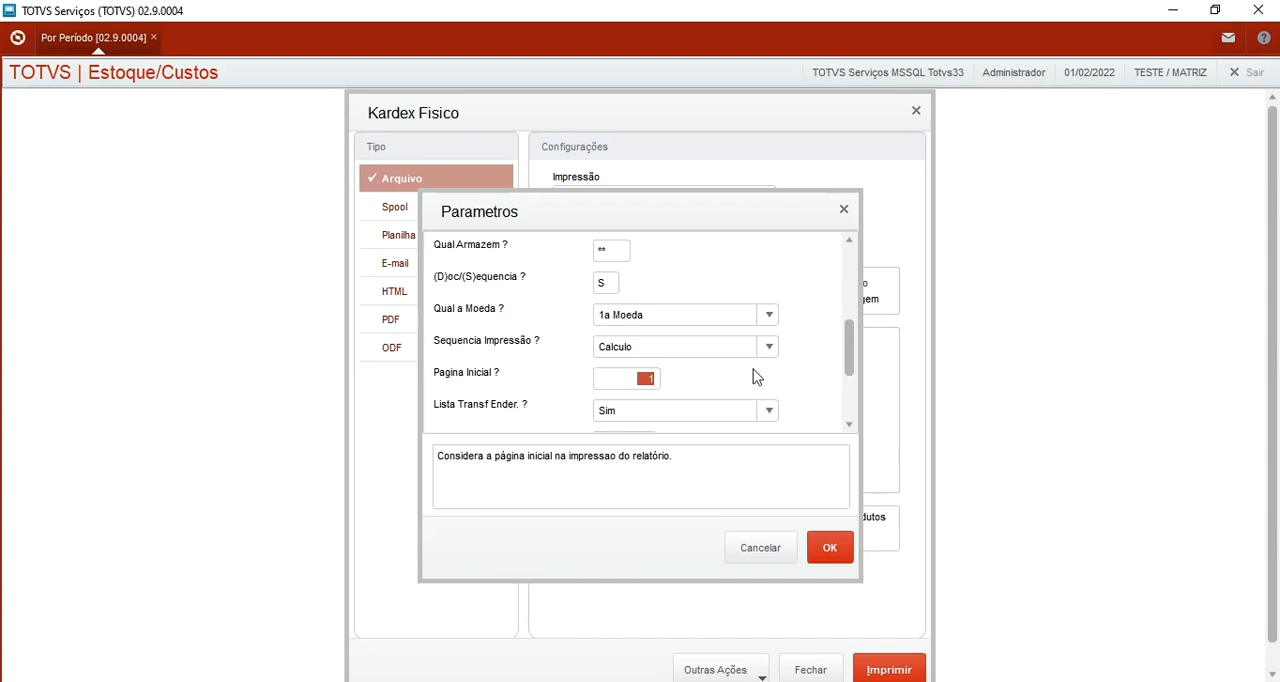 TOTVS Serviços (TOTVS) 02.9.0004
Por Período [02.9.0004] ×
TOTVS | Estoque/Custos
TOTVS Serviços MSSQL Totvs33
Administrador
01/02/2022
TESTE / MATRIZ
Sair
Kardex Fisico
Tipo
Configurações
Arquivo
Impressão
Spool
Planilha
E-mail
HTML
PDF
ODF
Parametros
Qual Armazem ?
**
(D)oc/(S)equencia ?
S
Qual a Moeda ?
1a Moeda
Sequencia Impressão ?
Calculo
Pagina Inicial ?
1
Lista Transf Ender. ?
Sim
Considera a página inicial na impressao do relatório.
Cancelar
OK
o
jem
dutos
Outras Ações
Fechar
Imprimir